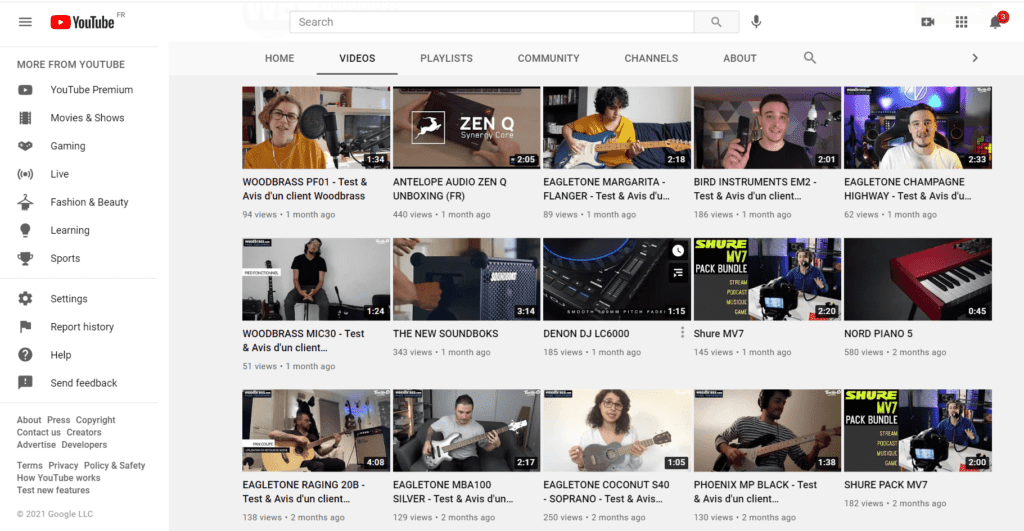 YouTube FR
Search
3
HOME VIDEOS PLAYLISTS COMMUNITY CHANNELS ABOUT
MORE FROM YOUTUBE
YouTube Premium
Movies & Shows
Gaming
Live
Fashion & Beauty
Learning
Sports
Settings
Report history
Help
Send feedback
About Press Copyright
Contact us Creators
Advertise Developers
Terms Privacy Policy & Safety
How YouTube works
Test new features
© 2021 Google LLC
1:34
WOODBRASS PF01 - Test &
Avis d'un client Woodbrass
94 views • 1 month ago
ZEN Q
Synergy Core
2:05
ANTELOPE AUDIO ZEN Q
UNBOXING (FR)
440 views • 1 month ago
2:18
EAGLETONE MARGARITA -
FLANGER - Test & Avis d'u...
89 views • 1 month ago
2:01
BIRD INSTRUMENTS EM2 -
Test & Avis d'un client...
186 views • 1 month ago
2:33
EAGLETONE CHAMPAGNE
HIGHWAY - Test & Avis d'u...
62 views • 1 month ago
PIED FONCTIONNEL
1:24
WOODBRASS MIC30 - Test
& Avis d'un client...
51 views • 1 month ago
SOUNDBOKS
3:14
THE NEW SOUNDBOKS
343 views • 1 month ago
SMOOTH 100MM PITCH FADER
1:15
DENON DJ LC6000
185 views • 1 month ago
SHURE
MV7
PACK BUNDLE
STREAM
PODCAST
MUSIQUE
GAME
2:20
Shure MV7
145 views • 1 month ago
0:45
NORD PIANO 5
580 views • 2 months ago
PAN COUPÉ
4:08
EAGLETONE RAGING 20B -
Test & Avis d'un client...
138 views • 2 months ago
2:17
EAGLETONE MBA100
SILVER - Test & Avis d'un...
129 views • 2 months ago
1:05
EAGLETONE COCONUT S40
- SOPRANO - Test & Avis...
250 views • 2 months ago
1:38
PHOENIX MP BLACK - Test
& Avis d'un client...
130 views • 2 months ago
SHURE
MV7
PACK BUNDLE
STREAM
PODCAST
MUSIQUE
GAME
2:00
SHURE PACK MV7
182 views • 2 months ago